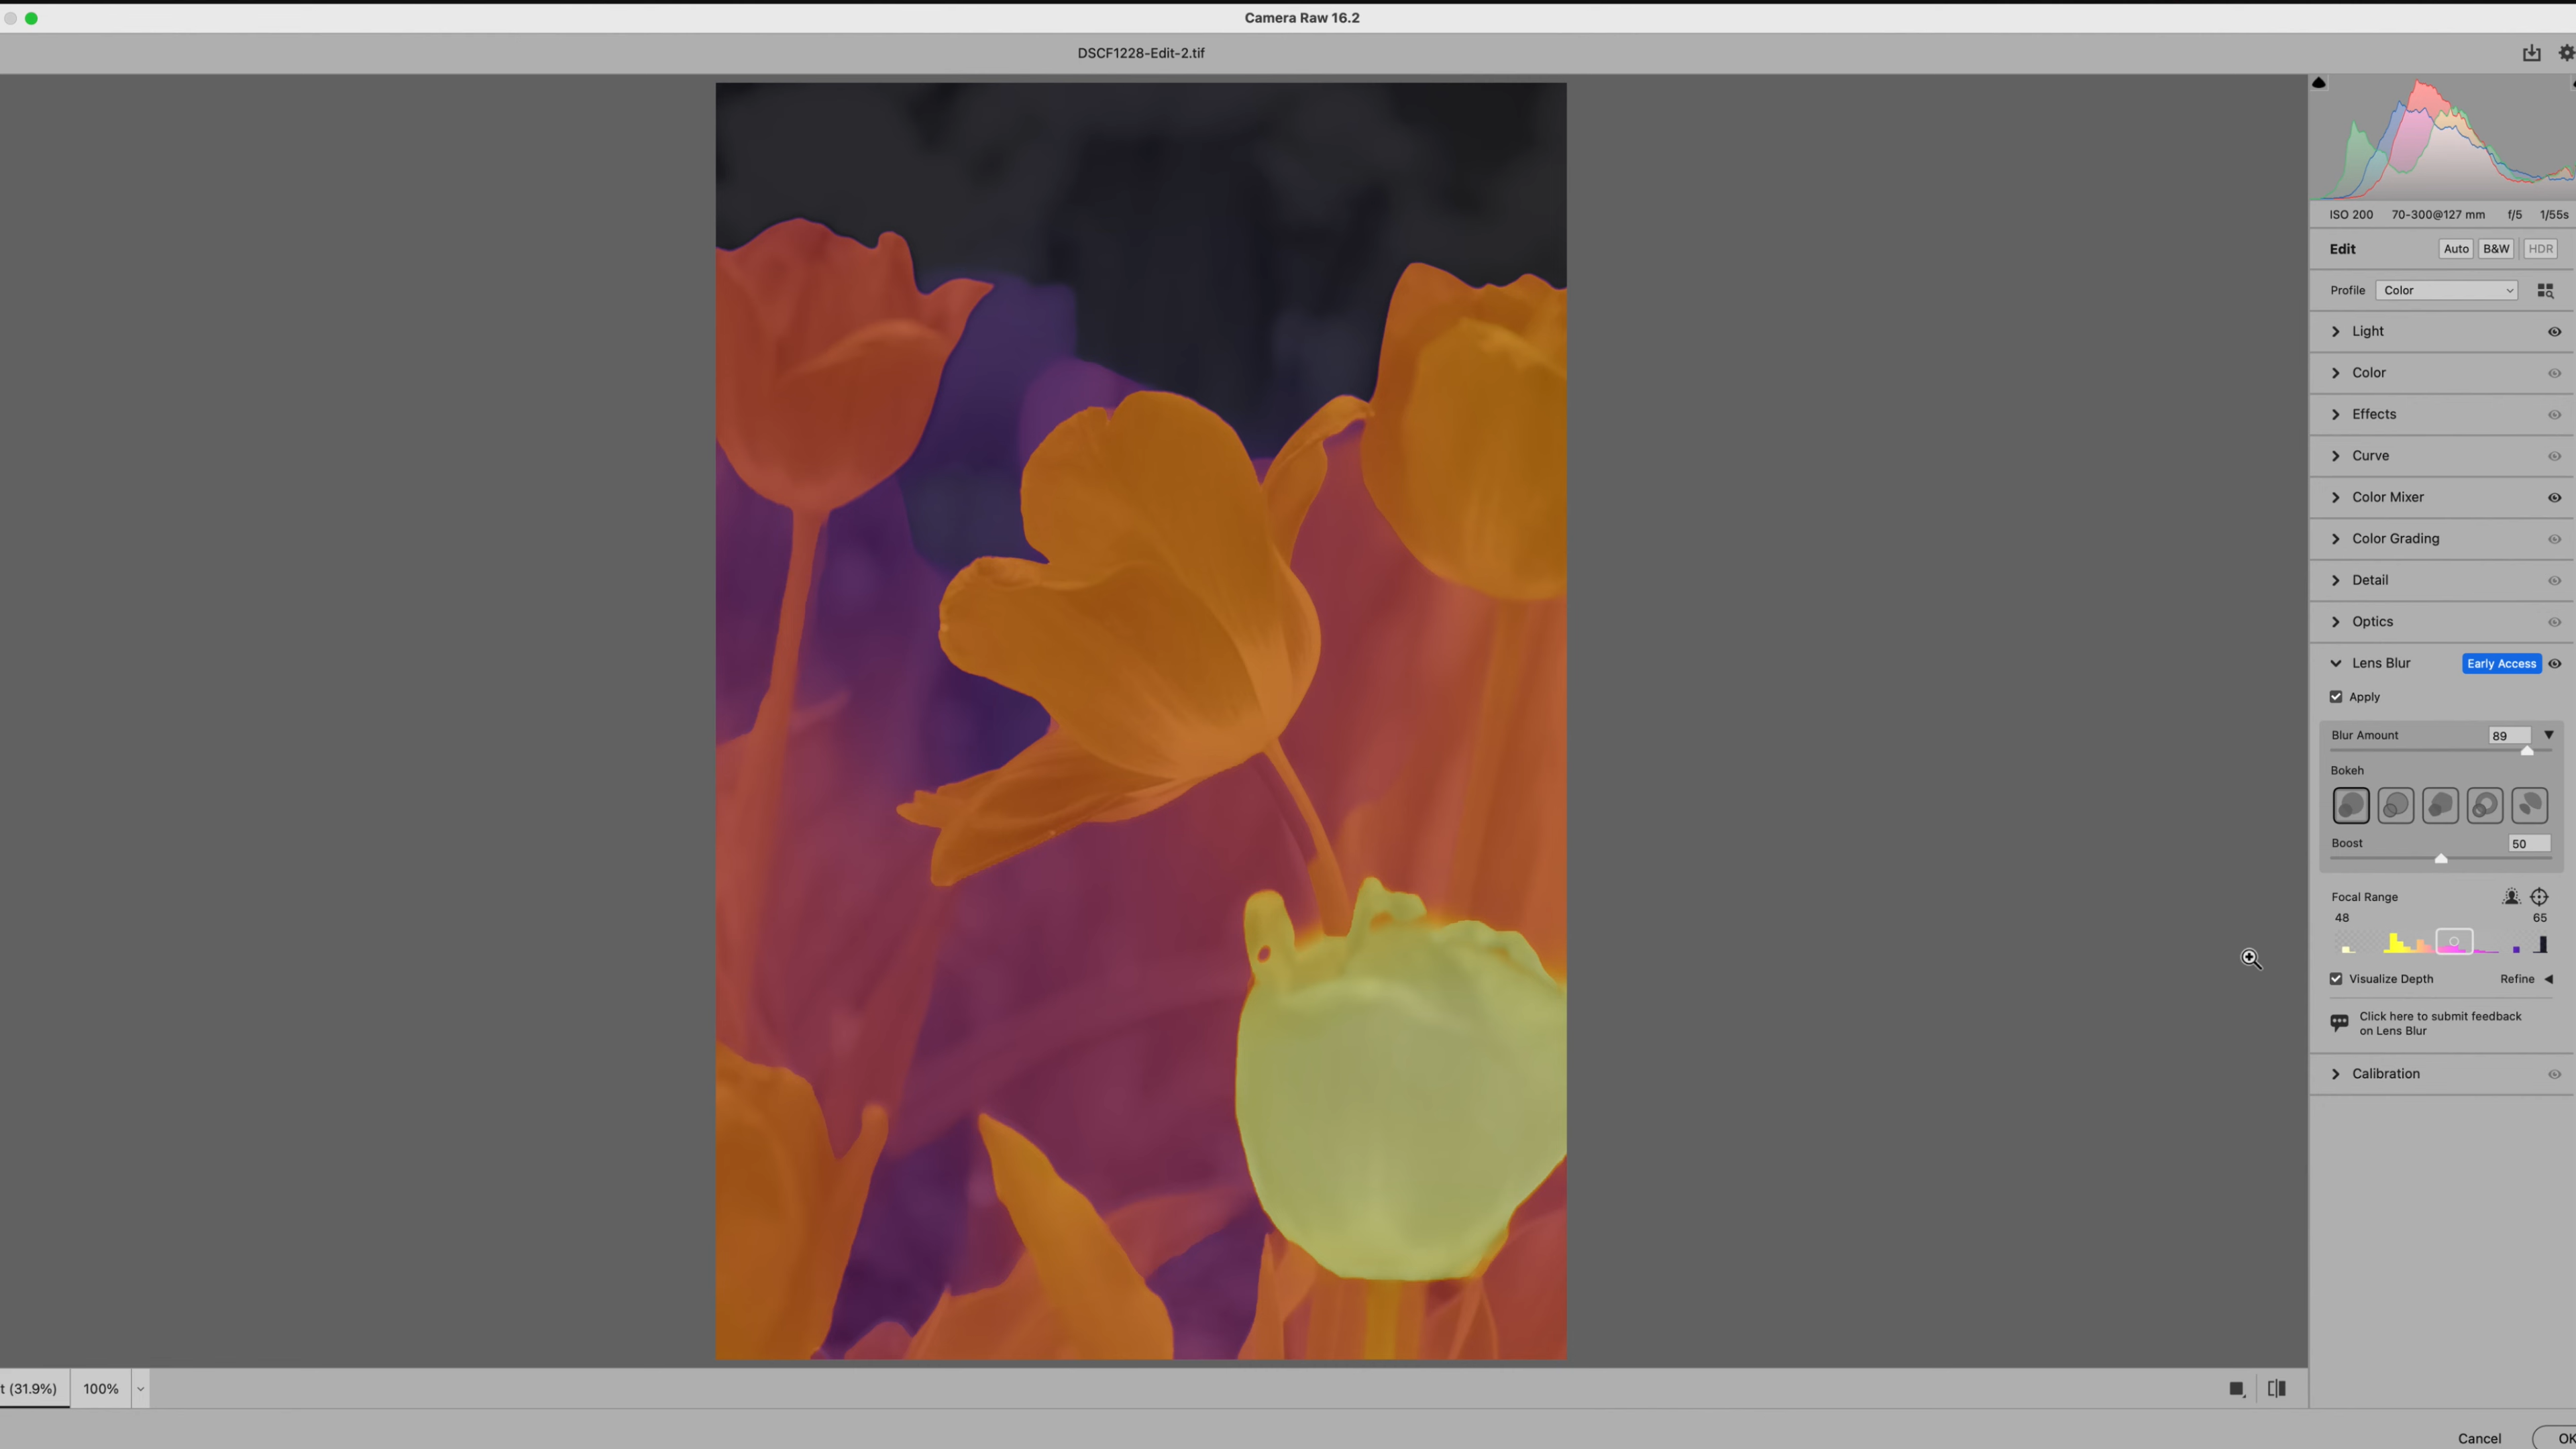 Camera Raw 16.2
DSCF1228-Edit-2.tif
ISO 200 70-300@127 mm f/5 1/55s
Edit Auto B&W HDR
Profile Color
Light
Color
Effects
Curve
Color Mixer
Color Grading
Detail
Optics
Lens Blur Early Access
Apply
Blur Amount 89
Bokeh
Boost 50
Focal Range
48 65
Visualize Depth Refine
Click here to submit feedback
on Lens Blur
Calibration
t (31.9%) 100%
Cancel OK